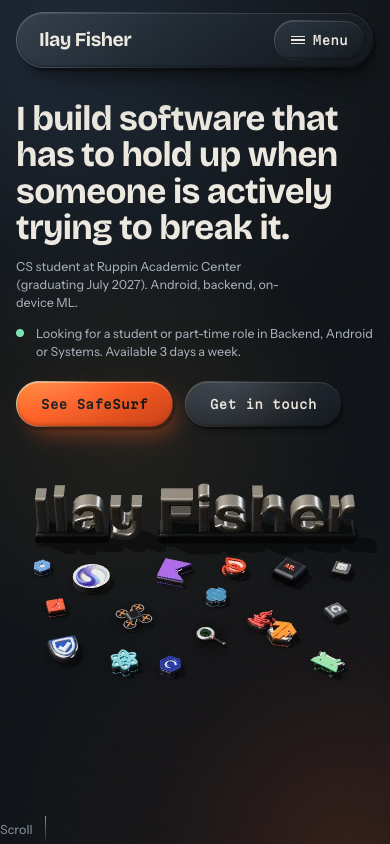 Ilay Fisher
Menu
I build software that
has to hold up when
someone is actively
trying to break it.
CS student at Ruppin Academic Center
(graduating July 2027). Android, backend, on-
device ML.
Looking for a student or part-time role in Backend, Android
or Systems. Available 3 days a week.
See SafeSurf
Get in touch
Ilay Fisher
Scroll